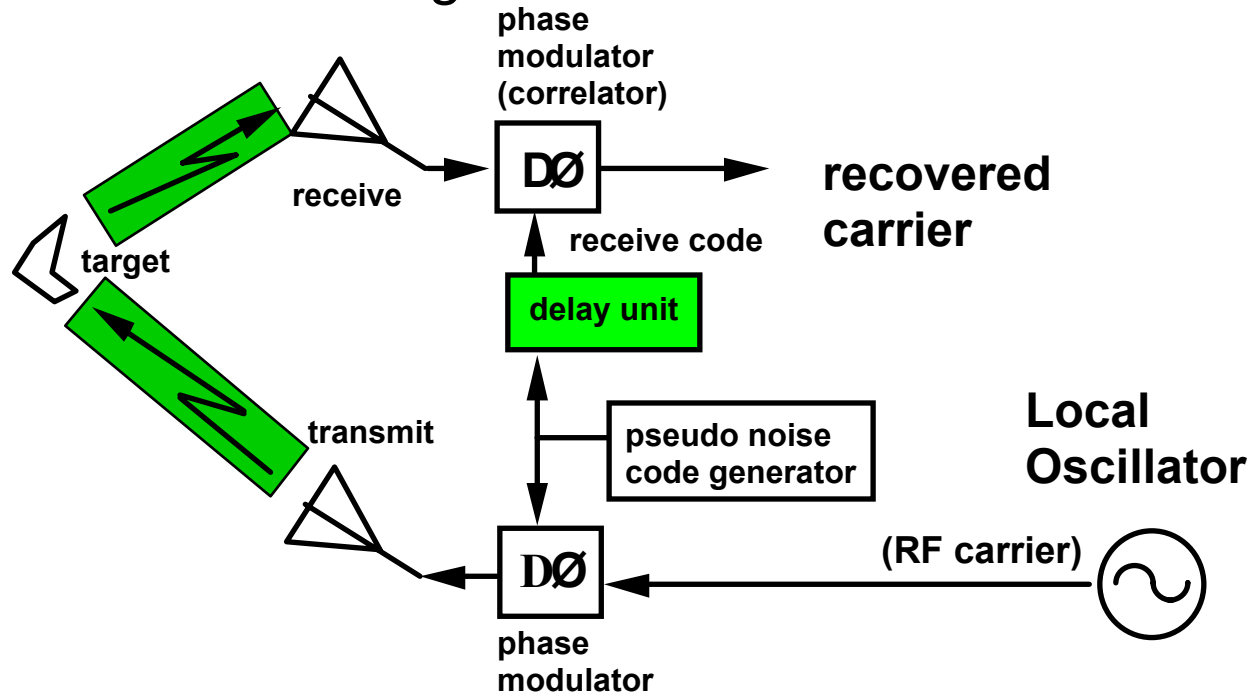 g
phase
modulator
(correlator)
DØ
recovered
carrier
receive
receive code
target
delay unit
transmit
pseudo noise
code generator
Local
Oscillator
(RF carrier)
DØ
phase
modulator